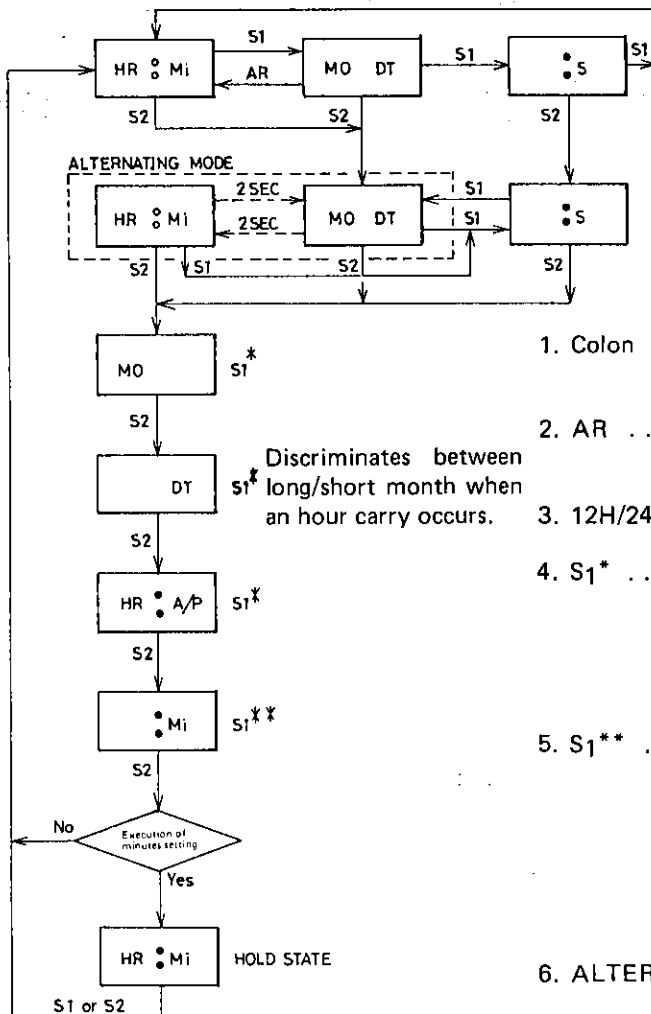 S1
HR Mi
AR
MO DT
S1
: S
S1
S2
S2
S2
ALTERNATING MODE
HR Mi
2 SEC
2 SEC
MO DT
S1
S1
: S
S2
S1
S2
S2
MO
S1*
1. Colon
S2
2. AR ..
DT
S1*
Discriminates between
long/short month when
an hour carry occurs.
3. 12H/24
S2
4. S1* ..
HR : A/P
S1*
S2
: Mi
S1**
5. S1** .
S2
No
Execution of
minutes setting
Yes
HR : Mi
HOLD STATE
6. ALTER
S1 or S2